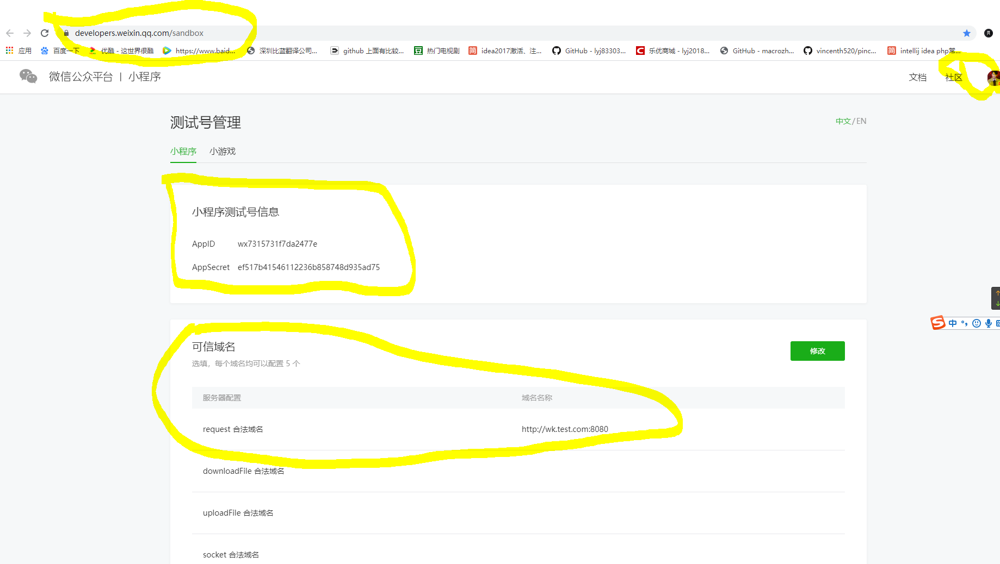 developers.weixin.qq.com/sandbox
应用 百度一下 优酷 - 这世界很酷 https://www.baid... 深圳比蓝翻译公司... github 上面有比较... 热门电视剧 idea2017激活、注... GitHub - lyj83303... 乐优商城 - lyj2018... GitHub - macrozh... vincenth520/pinc... intellij idea php常...
微信公众平台 | 小程序 文档 社区
测试号管理 中文/EN
小程序 小游戏
小程序测试号信息
AppID wx7315731f7da2477e
AppSecret ef517b41546112236b858748d935ad75
可信域名 修改
选填，每个域名均可以配置 5 个
服务器配置 域名名称
request 合法域名 http://wk.test.com:8080
downloadFile 合法域名
uploadFile 合法域名
socket 合法域名
中